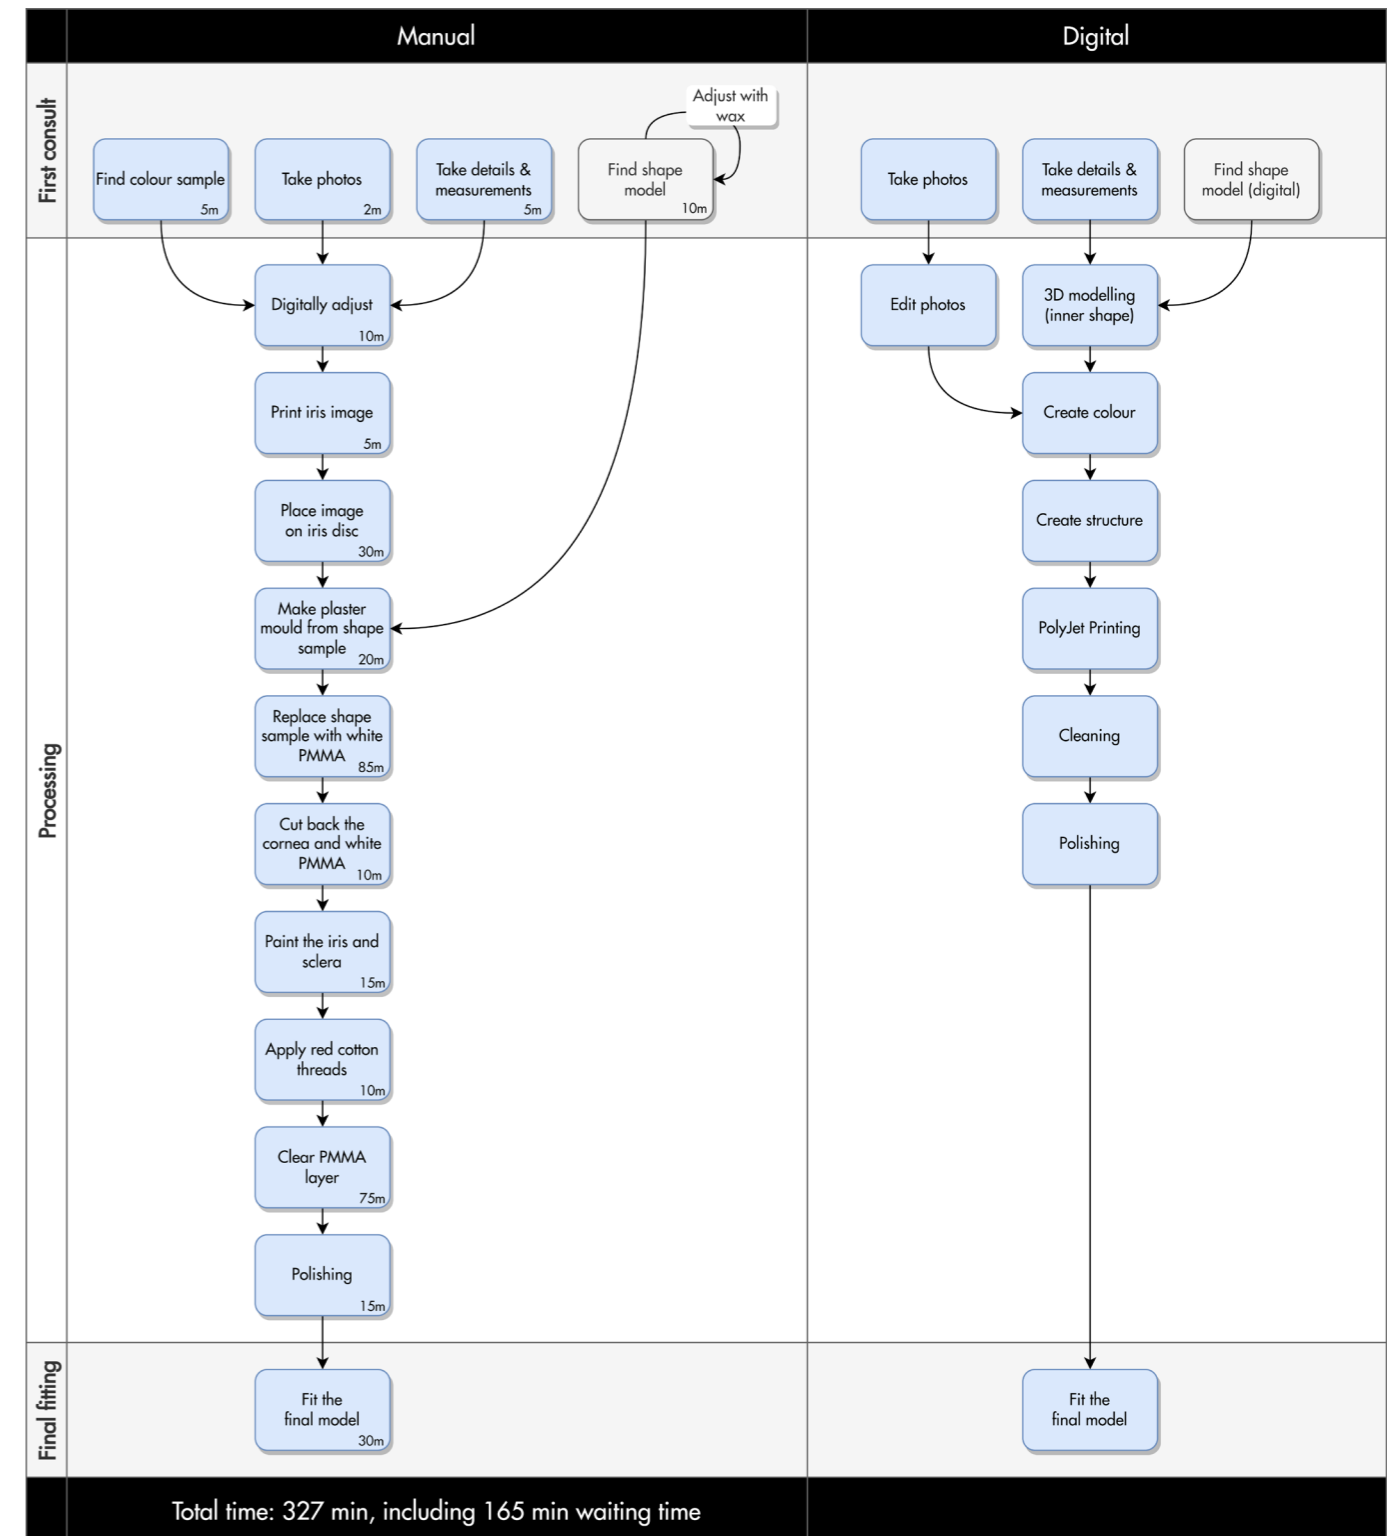 Manual
Digital
First consult
Adjust with
wax
Find colour sample
5m
Take photos
2m
Take details &
measurements
5m
Find shape
model
10m
Take photos
Take details &
measurements
Find shape
model (digital)
Processing
Digitally adjust
10m
Print iris image
5m
Place image
on iris disc
30m
Make plaster
mould from shape
sample
20m
Replace shape
sample with white
PMMA
85m
Cut back the
cornea and white
PMMA
10m
Paint the iris and
sclera
15m
Apply red cotton
threads
10m
Clear PMMA
layer
75m
Polishing
15m
Edit photos
3D modelling
(inner shape)
Create colour
Create structure
PolyJet Printing
Cleaning
Polishing
Final fitting
Fit the
final model
30m
Fit the
final model
Total time: 327 min, including 165 min waiting time